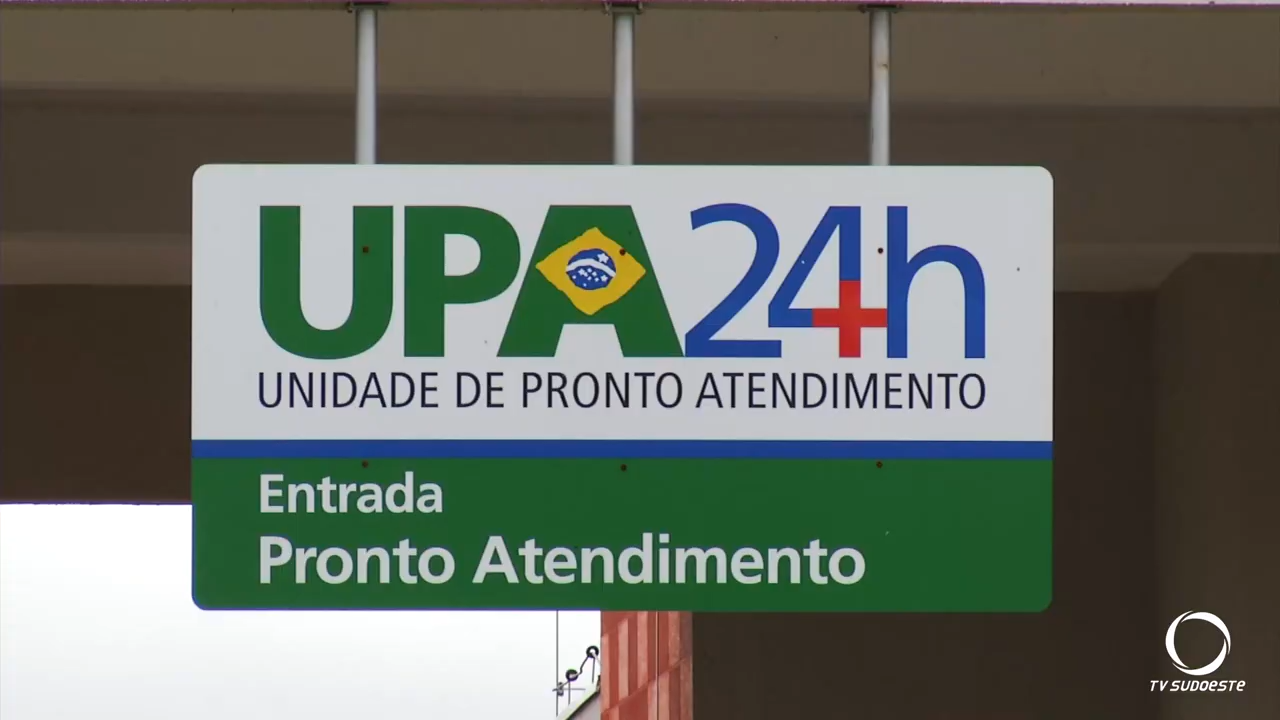 UPA24h
UNIDADE DE PRONTO ATENDIMENTO
Entrada
Pronto Atendimento
TV SUDOESTE